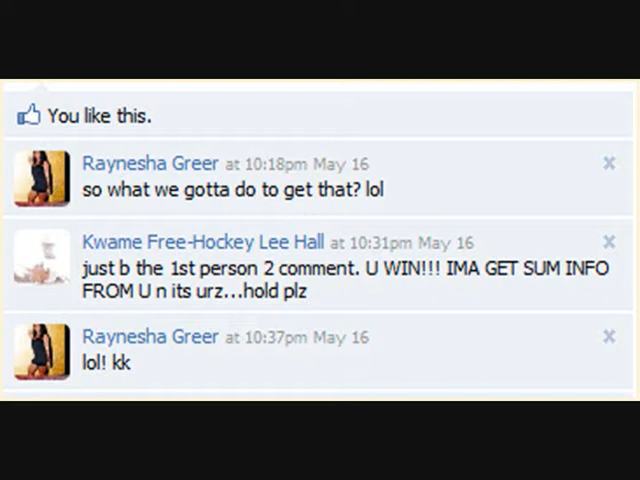 You like this.
Raynesha Greer at 10:18pm May 16
so what we gotta do to get that? lol
Kwame Free-Hockey Lee Hall at 10:31pm May 16
just b the 1st person 2 comment. U WIN!!! IMA GET SUM INFO
FROM U n its urz...hold plz
Raynesha Greer at 10:37pm May 16
lol! kk